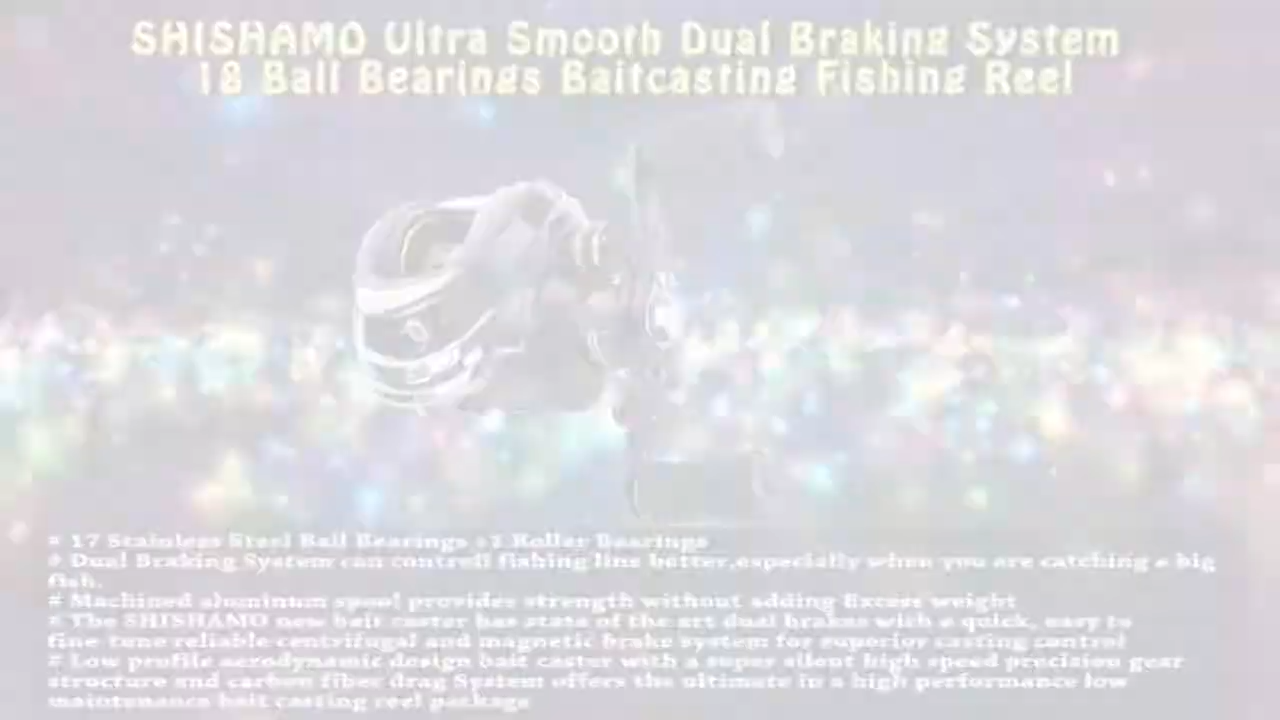 SHISHAMO Ultra Smooth Dual Braking System
18 Ball Bearings Baitcasting Fishing Reel
# 17 Stainless Steel Ball Bearings +1 Roller Bearings
# Dual Braking System can controll fishing line better,especially when you are catching a big
fish.
# Machined aluminum spool provides strength without adding Excess weight
# The SHISHAMO new bait caster has state of the art dual brakes with a quick, easy to
fine tune reliable centrifugal and magnetic brake system for superior casting control
# Low profile aerodynamic design bait caster with a super silent high speed precision gear
structure and carbon fiber drag System offers the ultimate in a high performance low
maintenance bait casting reel package